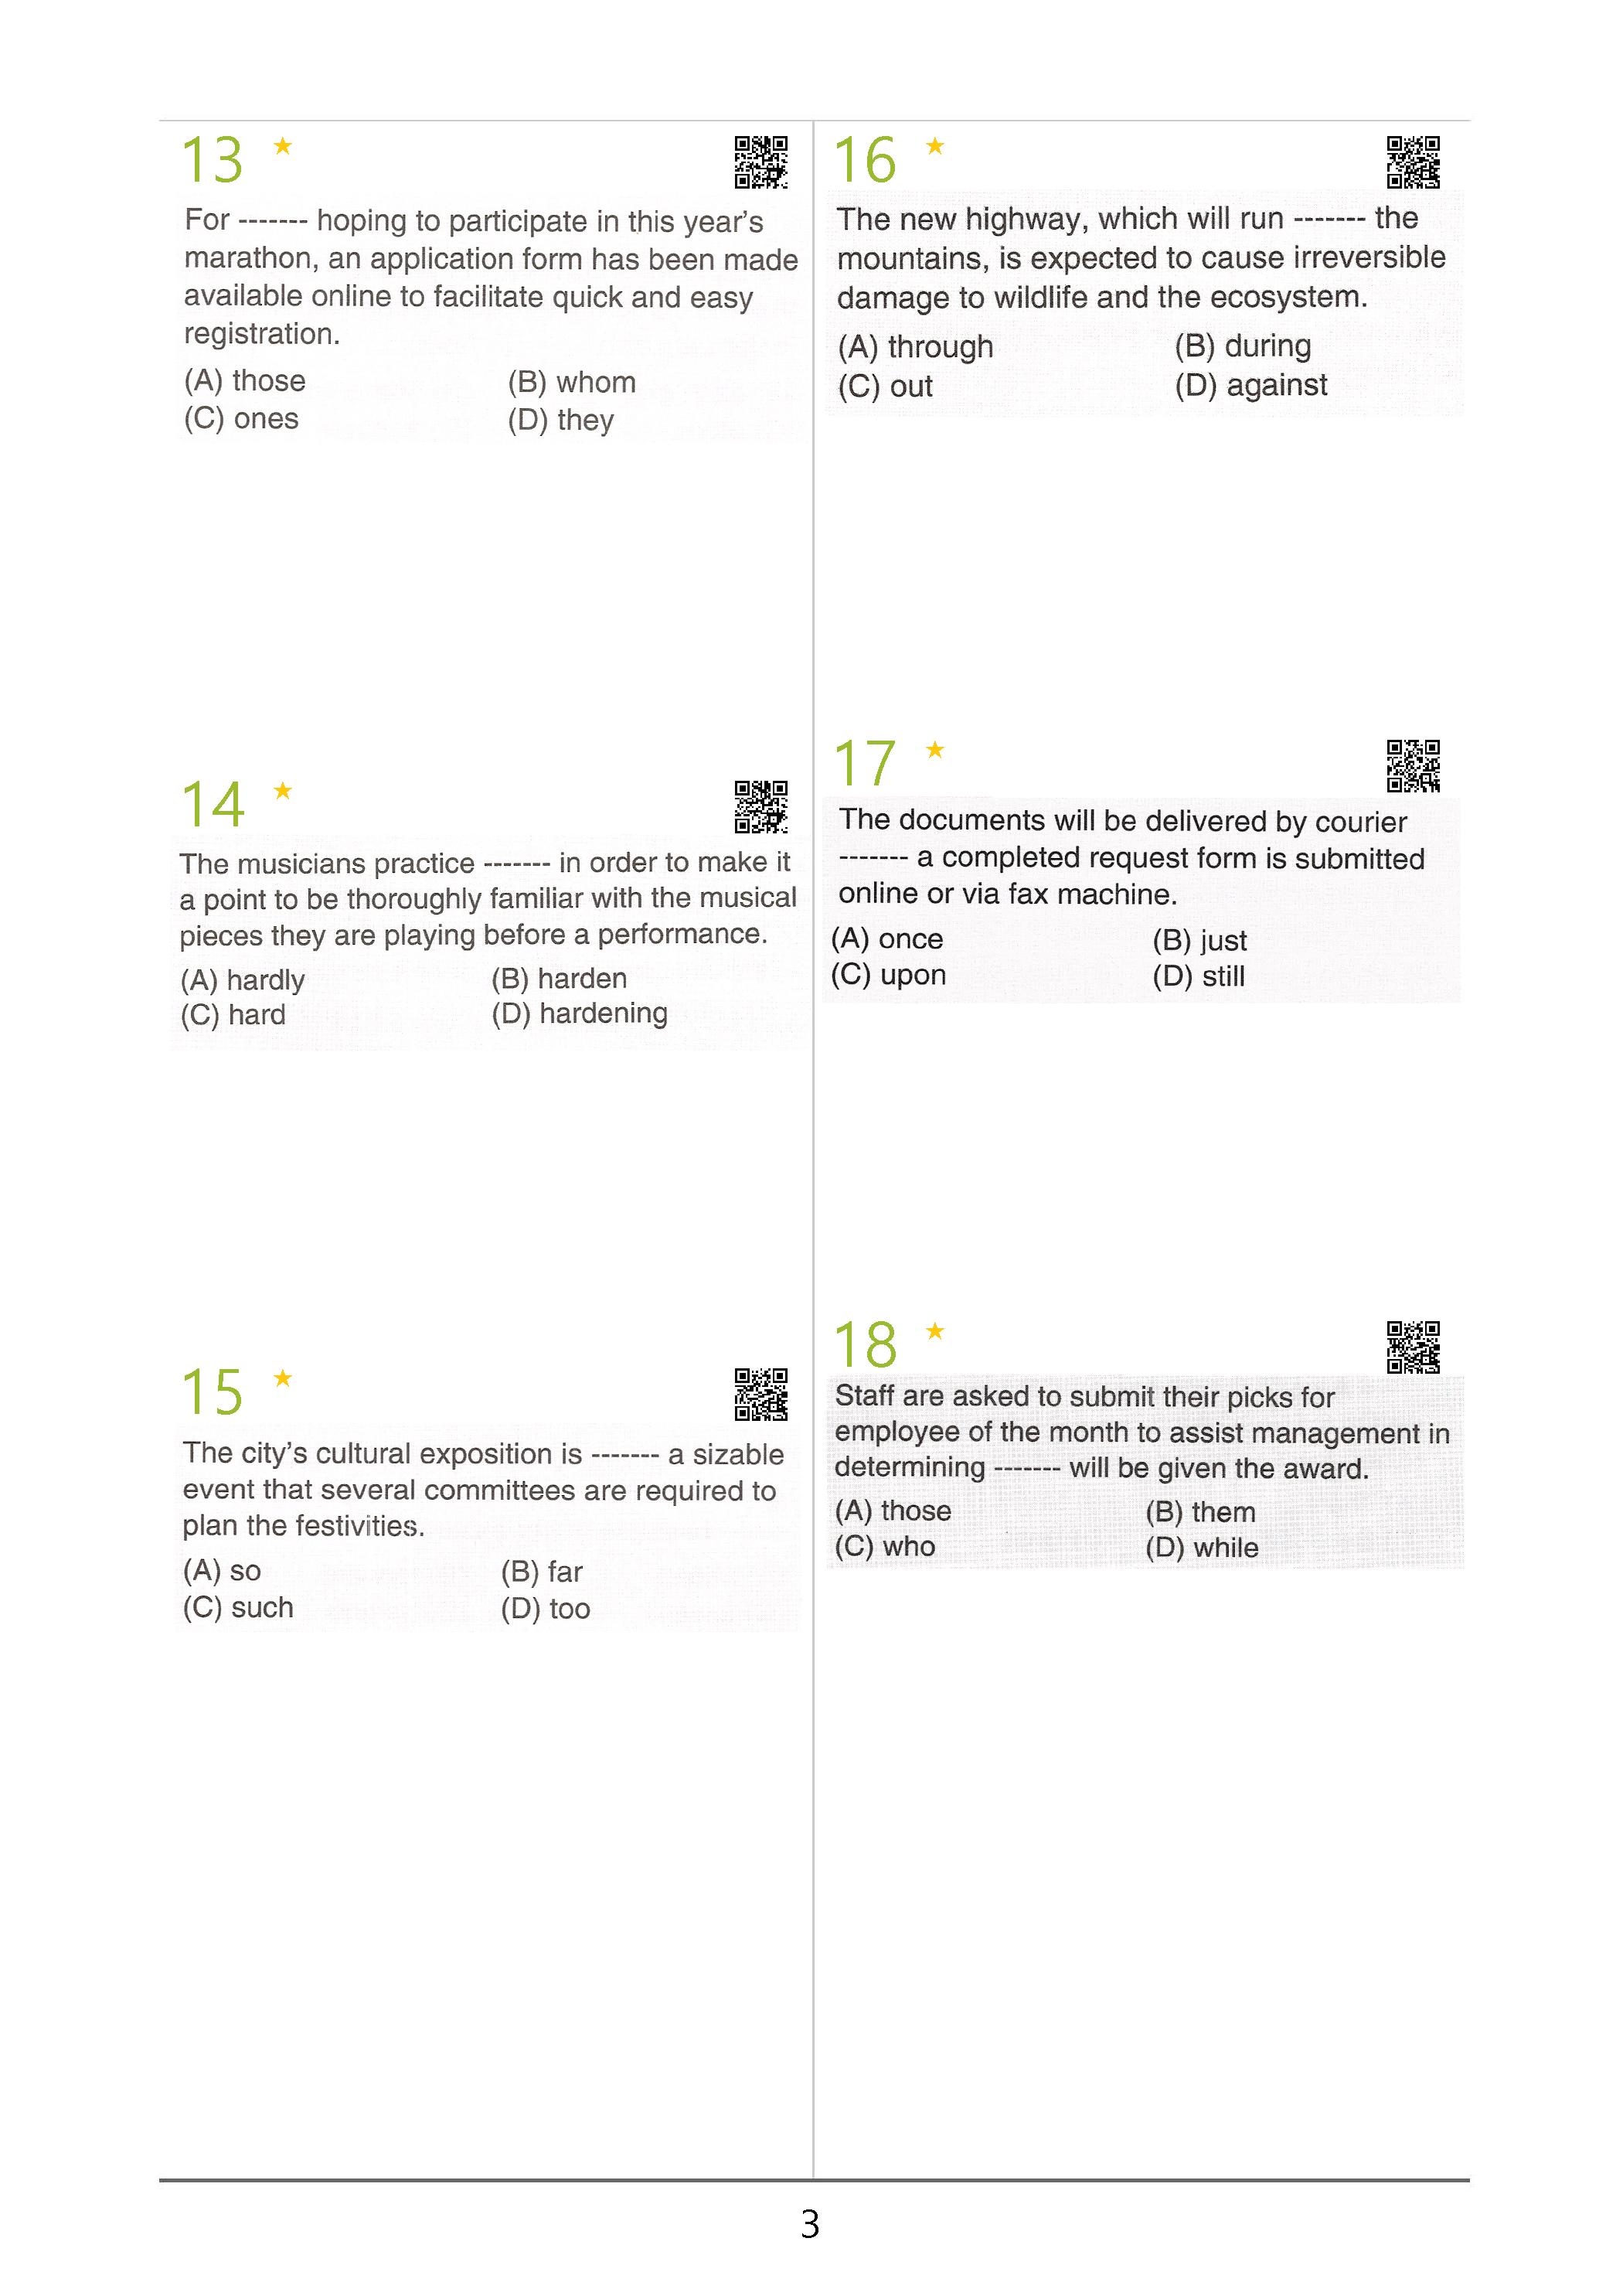 13 ★
For ------- hoping to participate in this year's
marathon, an application form has been made
available online to facilitate quick and easy
registration.
(A) those (B) whom
(C) ones (D) they
14 ★
The musicians practice ------- in order to make it
a point to be thoroughly familiar with the musical
pieces they are playing before a performance.
(A) hardly (B) harden
(C) hard (D) hardening
15 ★
The city's cultural exposition is ------- a sizable
event that several committees are required to
plan the festivities.
(A) so (B) far
(C) such (D) too
16 ★
The new highway, which will run ------- the
mountains, is expected to cause irreversible
damage to wildlife and the ecosystem.
(A) through (B) during
(C) out (D) against
17 ★
The documents will be delivered by courier
------- a completed request form is submitted
online or via fax machine.
(A) once (B) just
(C) upon (D) still
18 ★
Staff are asked to submit their picks for
employee of the month to assist management in
determining ------- will be given the award.
(A) those (B) them
(C) who (D) while
3